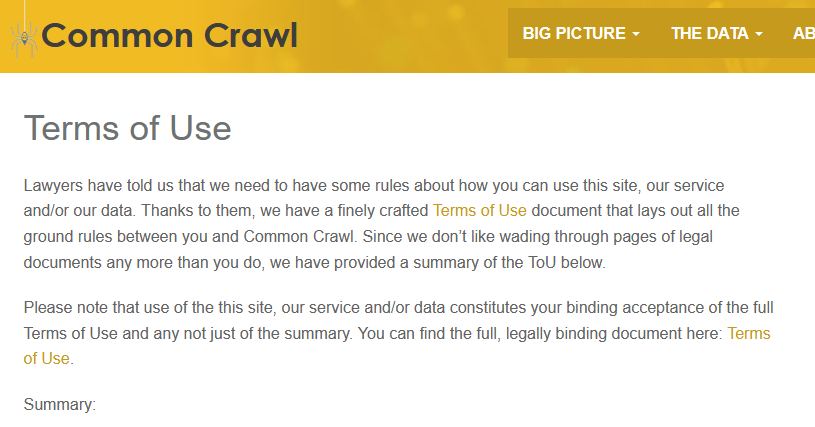 Common Crawl
BIG PICTURE THE DATA AB
Terms of Use
Lawyers have told us that we need to have some rules about how you can use this site, our service
and/or our data. Thanks to them, we have a finely crafted Terms of Use document that lays out all the
ground rules between you and Common Crawl. Since we don’t like wading through pages of legal
documents any more than you do, we have provided a summary of the ToU below.
Please note that use of the this site, our service and/or data constitutes your binding acceptance of the full
Terms of Use and any not just of the summary. You can find the full, legally binding document here: Terms
of Use.
Summary: